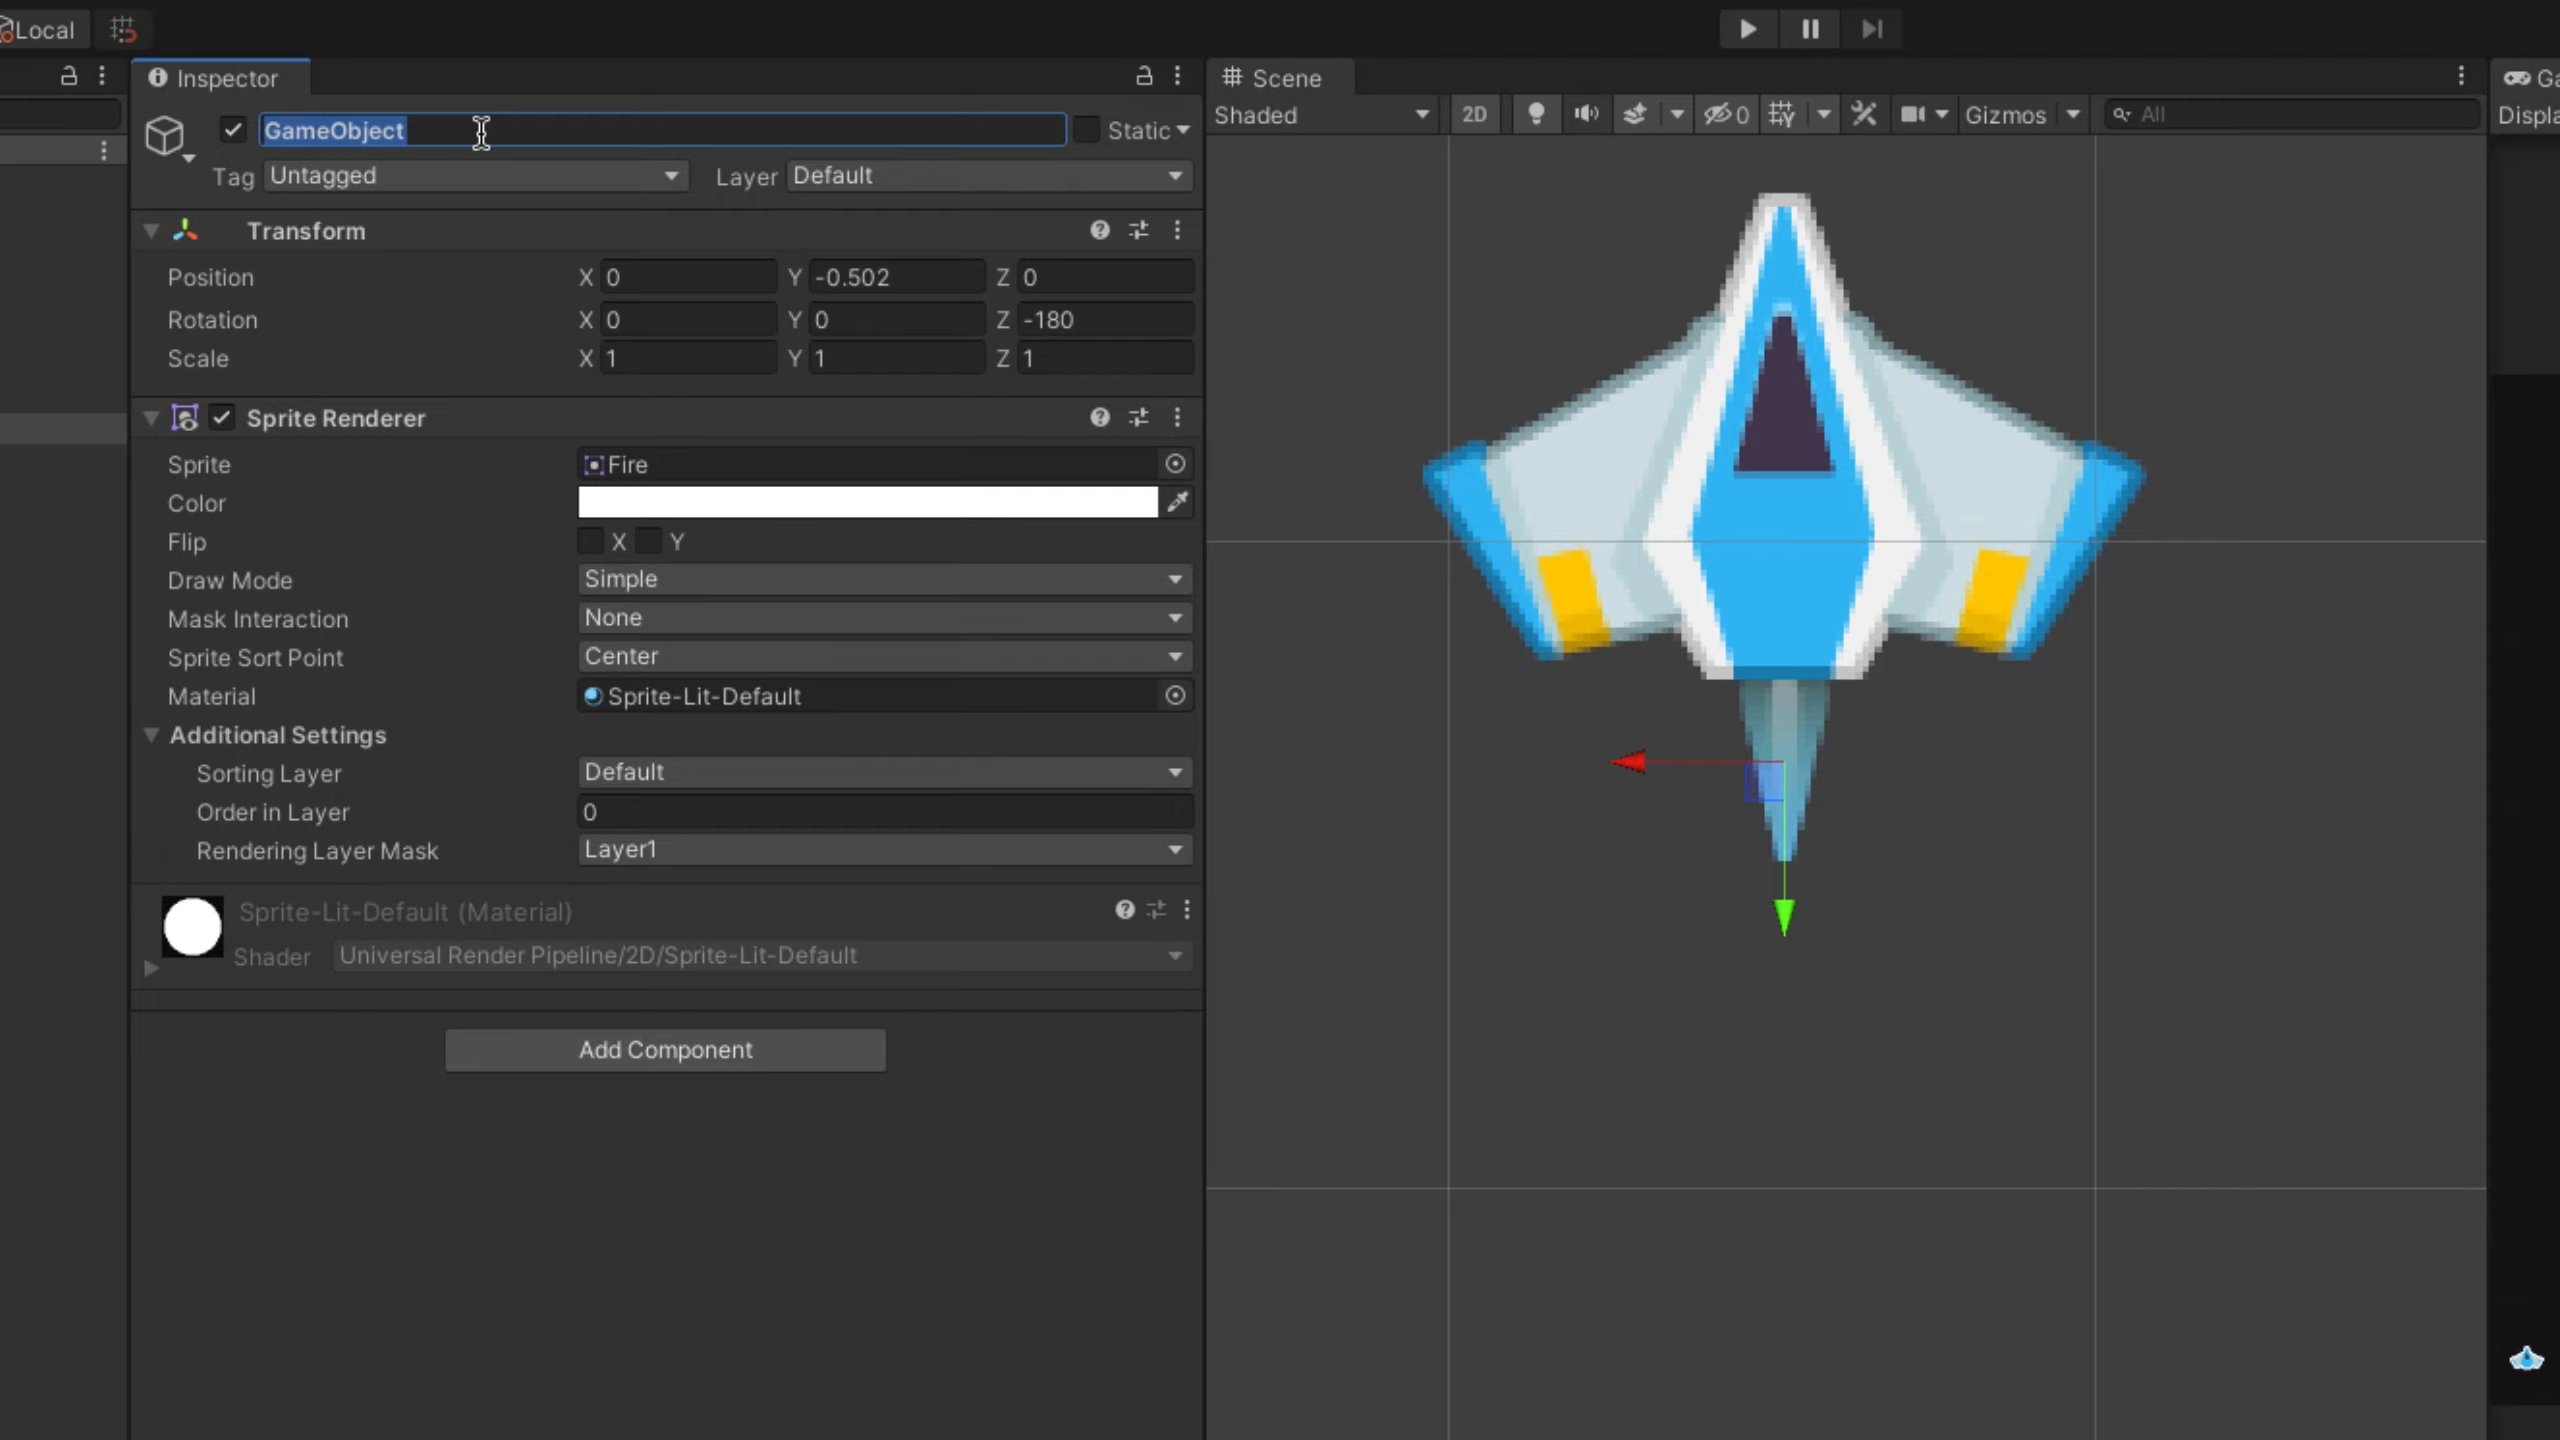 Local
Inspector
Scene
Ga
Shaded
2D
0
Gizmos
All
Displa
GameObject
Static
Tag Untagged
Layer Default
Transform
Position X 0 Y -0.502 Z 0
Rotation X 0 Y 0 Z -180
Scale X 1 Y 1 Z 1
Sprite Renderer
Sprite Fire
Color
Flip X Y
Draw Mode Simple
Mask Interaction None
Sprite Sort Point Center
Material Sprite-Lit-Default
Additional Settings
Sorting Layer Default
Order in Layer 0
Rendering Layer Mask Layer1
Sprite-Lit-Default (Material)
Shader Universal Render Pipeline/2D/Sprite-Lit-Default
Add Component